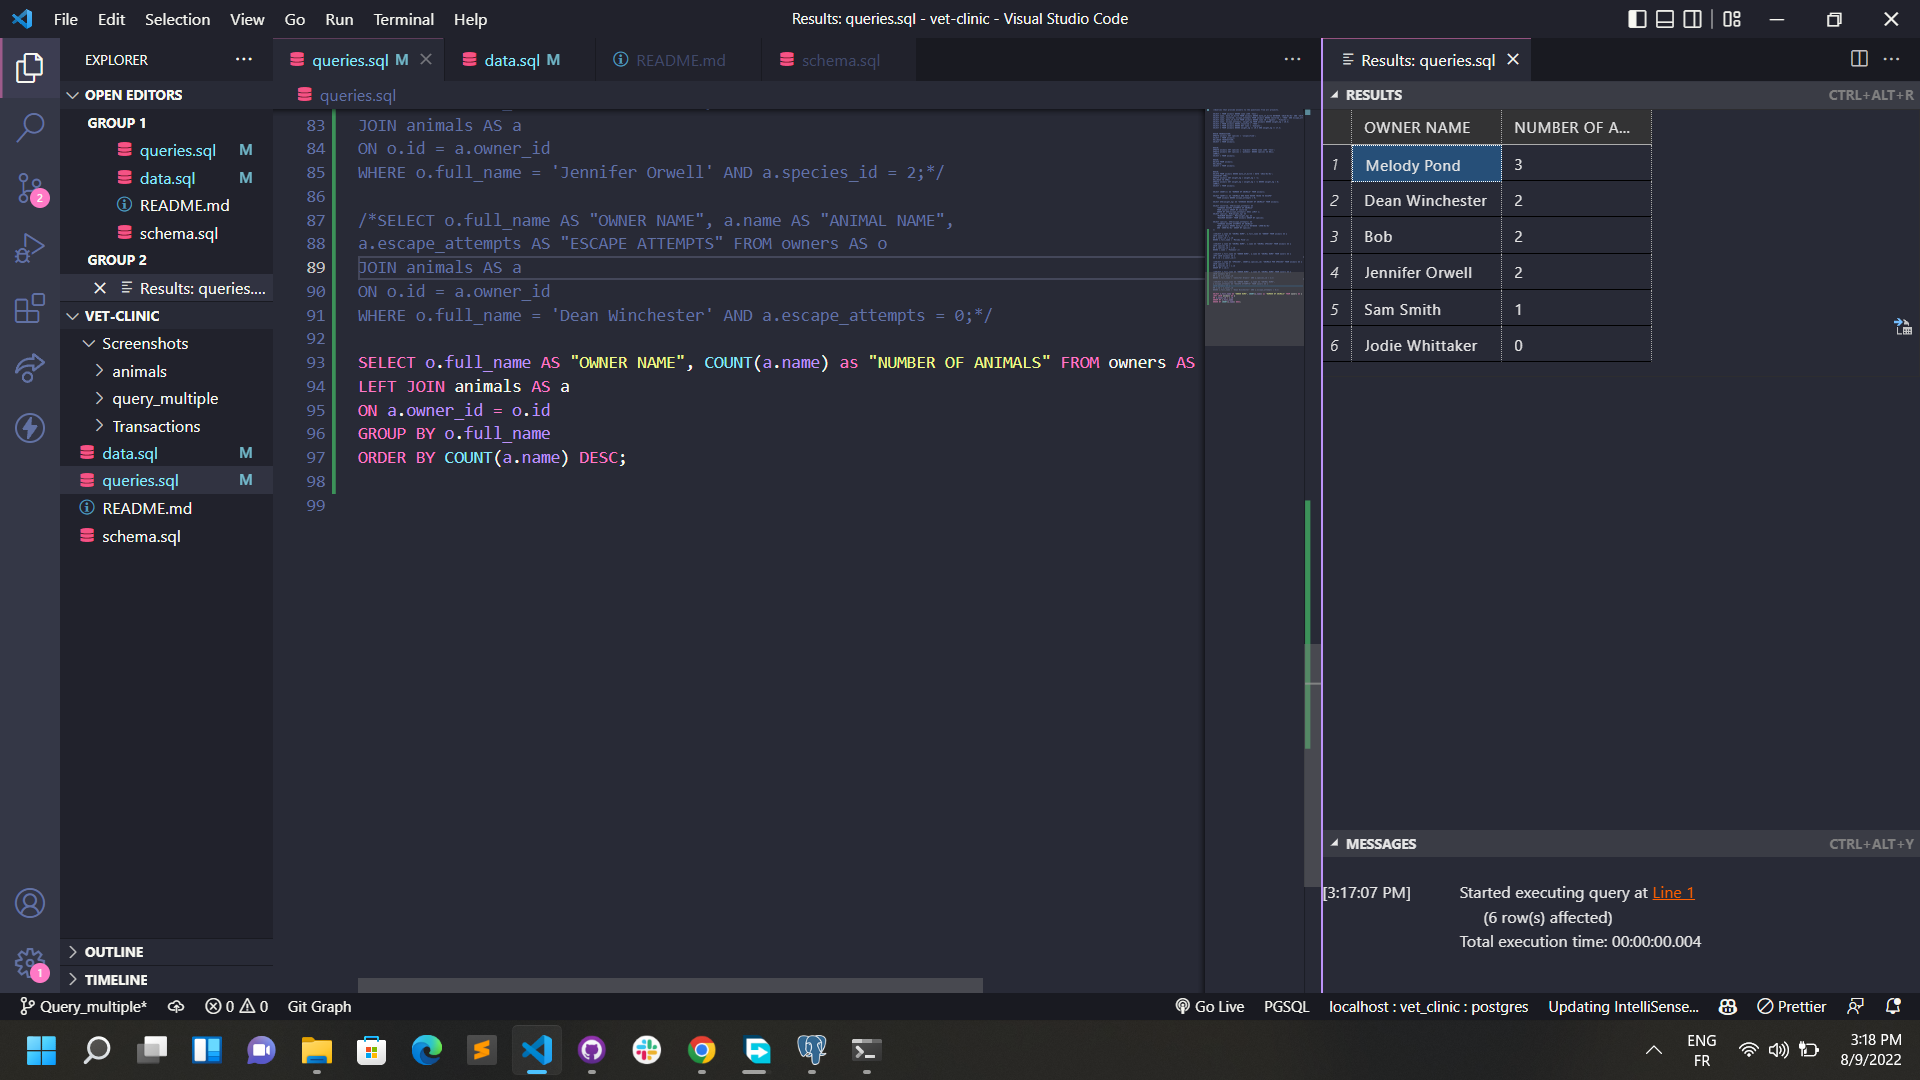 File Edit Selection View Go Run Terminal Help
Results: queries.sql - vet-clinic - Visual Studio Code
EXPLORER
OPEN EDITORS
GROUP 1
queries.sql M
data.sql M
README.md
schema.sql
GROUP 2
Results: queries....
VET-CLINIC
Screenshots
animals
query_multiple
Transactions
data.sql M
queries.sql M
README.md
schema.sql
OUTLINE
TIMELINE
2
1
queries.sql M
data.sql M
README.md
schema.sql
queries.sql
83 JOIN animals AS a
84 ON o.id = a.owner_id
85 WHERE o.full_name = 'Jennifer Orwell' AND a.species_id = 2;*/
86
87 /*SELECT o.full_name AS "OWNER NAME", a.name AS "ANIMAL NAME",
88 a.escape_attempts AS "ESCAPE ATTEMPTS" FROM owners AS o
89 JOIN animals AS a
90 ON o.id = a.owner_id
91 WHERE o.full_name = 'Dean Winchester' AND a.escape_attempts = 0;*/
92
93 SELECT o.full_name AS "OWNER NAME", COUNT(a.name) as "NUMBER OF ANIMALS" FROM owners AS
94 LEFT JOIN animals AS a
95 ON a.owner_id = o.id
96 GROUP BY o.full_name
97 ORDER BY COUNT(a.name) DESC;
98
99
Results: queries.sql
RESULTS CTRL+ALT+R
OWNER NAME NUMBER OF A...
1 Melody Pond 3
2 Dean Winchester 2
3 Bob 2
4 Jennifer Orwell 2
5 Sam Smith 1
6 Jodie Whittaker 0
MESSAGES CTRL+ALT+Y
[3:17:07 PM] Started executing query at Line 1
(6 row(s) affected)
Total execution time: 00:00:00.004
Query_multiple* 0 0 Git Graph
Go Live PGSQL localhost : vet_clinic : postgres Updating IntelliSense... Prettier
ENG
FR
3:18 PM
8/9/2022